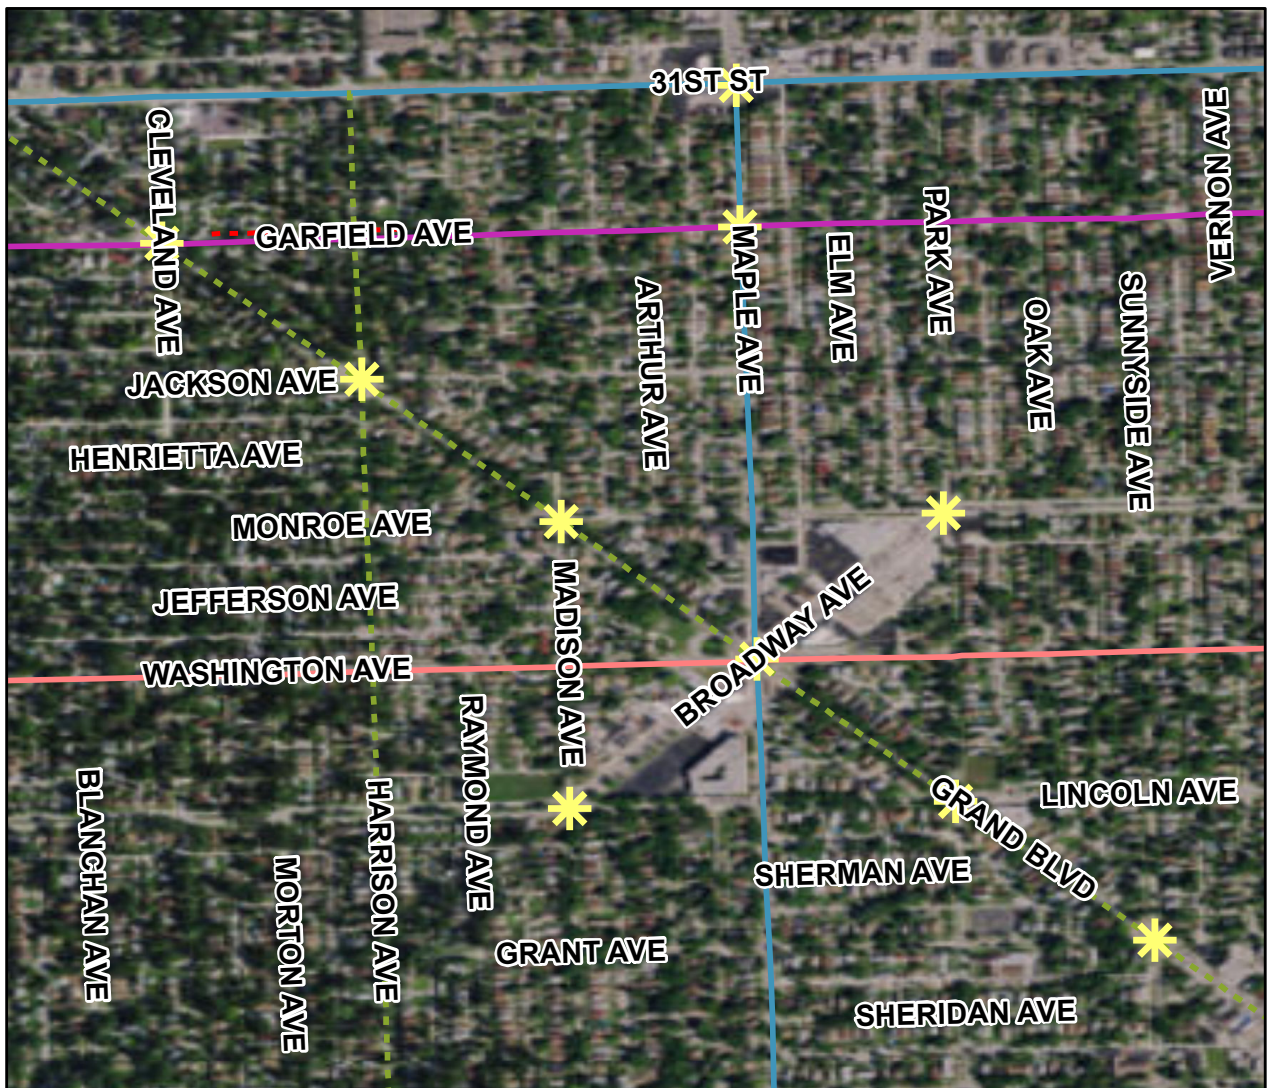 31ST ST
CLEVELAND AVE
VERNON AVE
GARFIELD AVE
PARK AVE
MAPLE AVE
ELM AVE
ARTHUR AVE
SUNNYSIDE AVE
OAK AVE
JACKSON AVE
HENRIETTA AVE
MONROE AVE
MADISON AVE
BROADWAY AVE
JEFFERSON AVE
WASHINGTON AVE
RAYMOND AVE
BLANCHAN AVE
HARRISON AVE
GRAND BLVD
LINCOLN AVE
MORTON AVE
SHERMAN AVE
GRANT AVE
SHERIDAN AVE